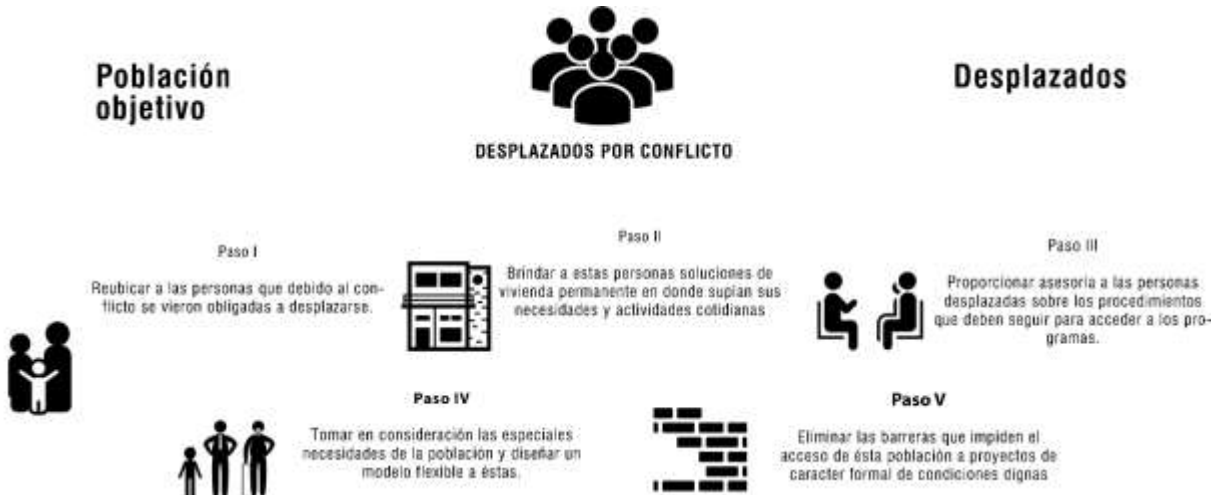 Población
objetivo
Desplazados
DESPLAZADOS POR CONFLICTO
Paso I
Reubicar a las personas que debido al con-
flicto se vieron obligadas a desplazarse.
Paso II
Brindar a estas personas soluciones de
vivienda permanente en donde suplan sus
necesidades y actividades cotidianas
Paso III
Proporcionar asesoría a las personas
desplazadas sobre los procedimientos
que deben seguir para acceder a los pro-
gramas.
Paso IV
Tomar en consideración las especiales
necesidades de la población y diseñar un
modelo flexible a éstas.
Paso V
Eliminar las barreras que impiden el
acceso de ésta población a proyectos de
caracter formal de condiciones dignas